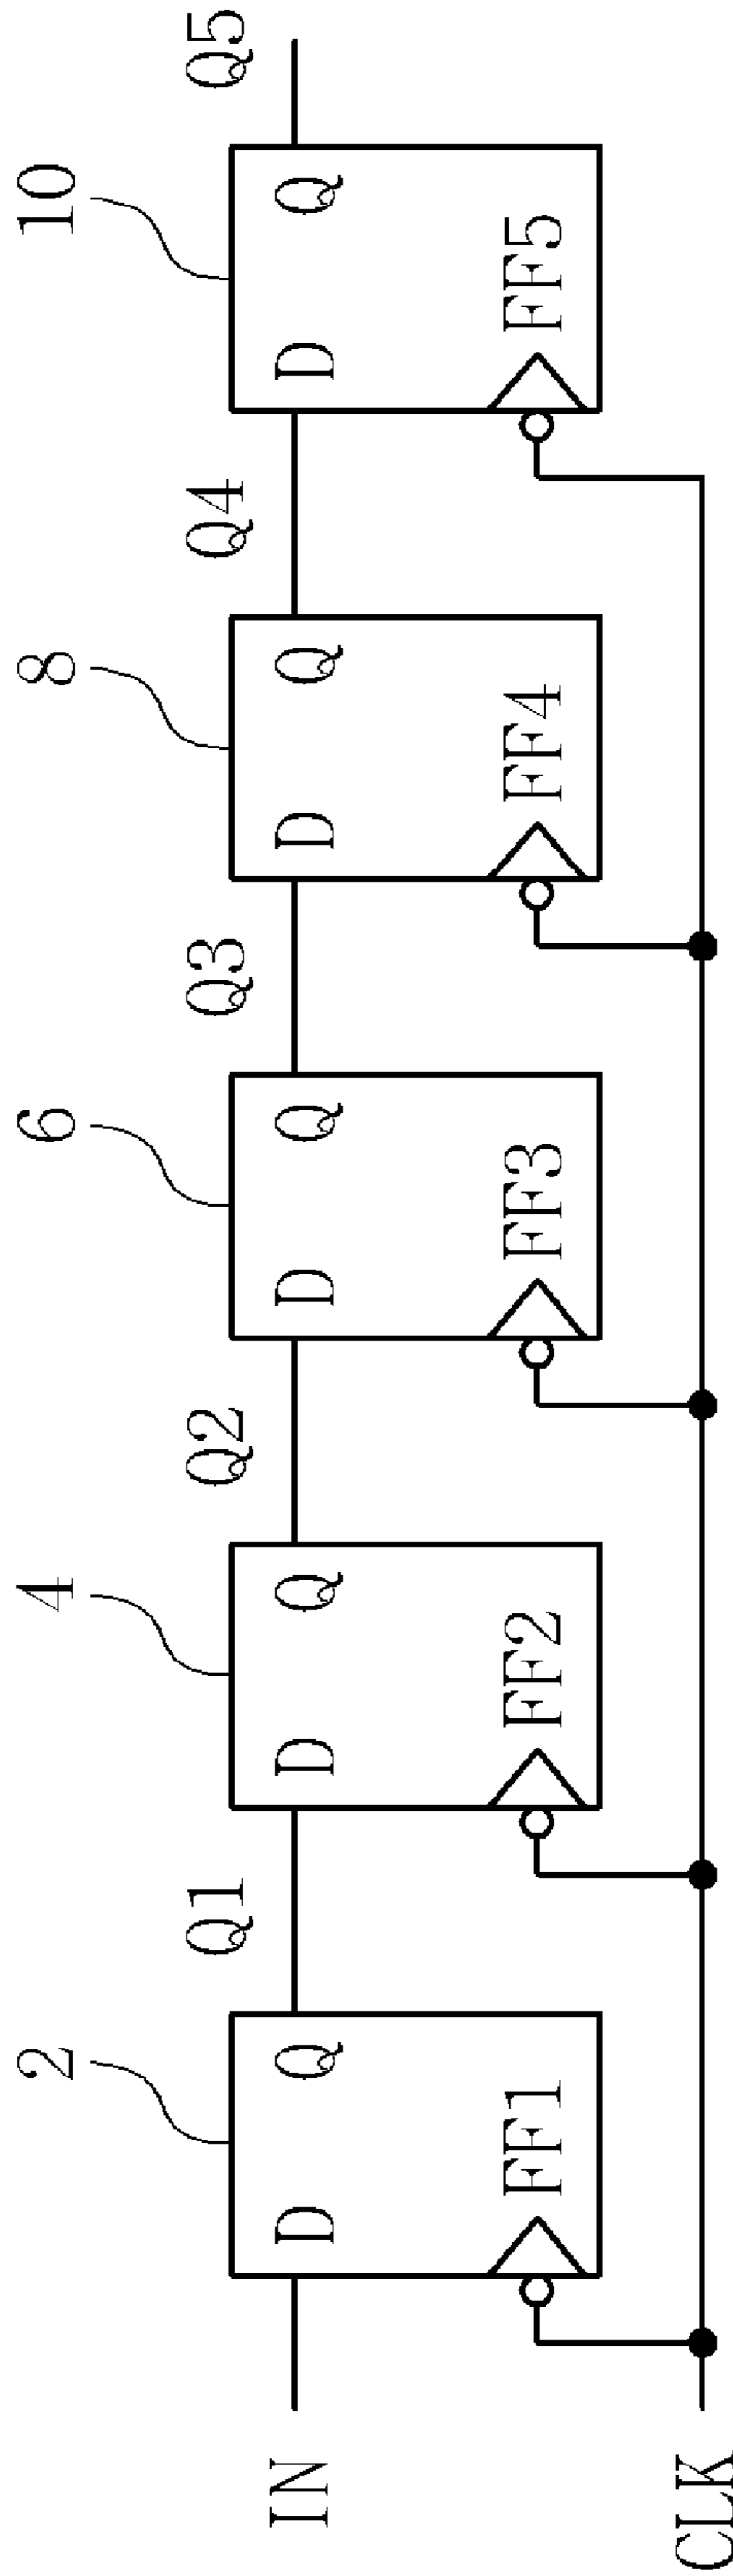 2 4 6 8 10
Q1 Q2 Q3 Q4 Q5
IN D Q D Q D Q D Q D Q
FF1 FF2 FF3 FF4 FF5
CLK